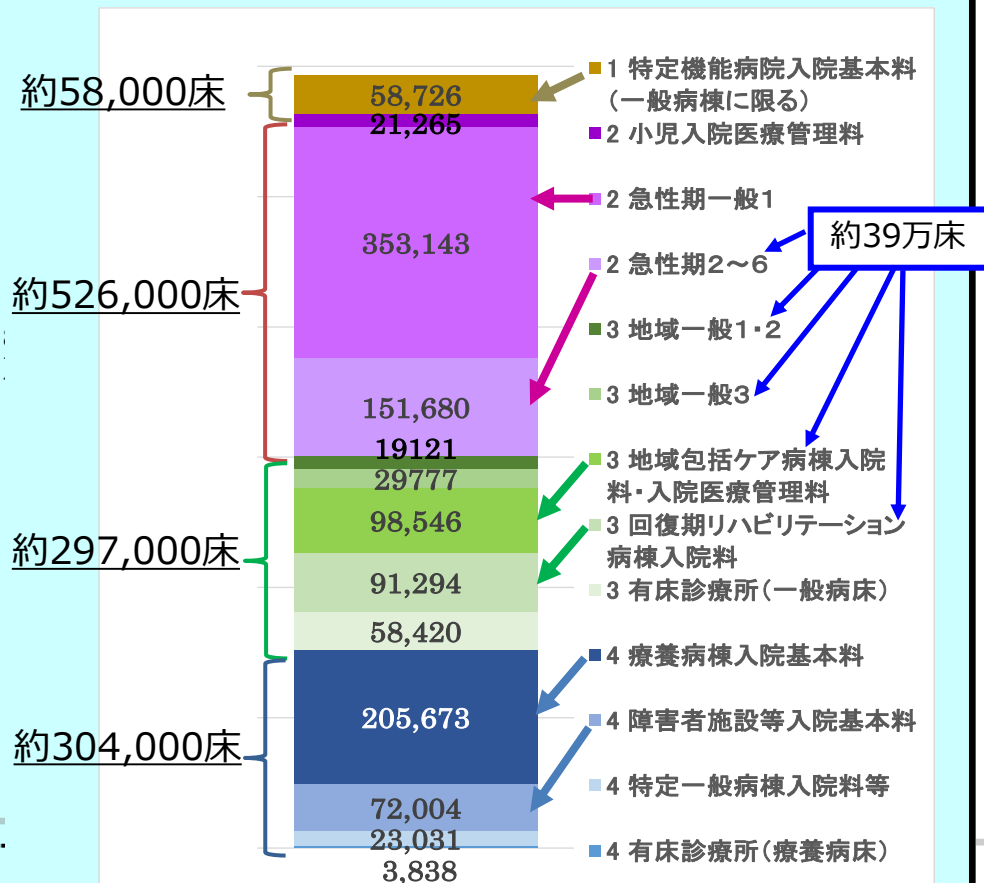 約58,000床
約526,000床
約297,000床
約304,000床
58,726
21,265
353,143
151,680
19121
29777
98,546
91,294
58,420
205,673
72,004
23,031
3,838
1 特定機能病院入院基本料
（一般病棟に限る）
2 小児入院医療管理料
2 急性期一般1
2 急性期２～６
3 地域一般1・2
3 地域一般３
3 地域包括ケア病棟入院
料・入院医療管理料
3 回復期リハビリテーション
病棟入院料
3 有床診療所（一般病床）
4 療養病棟入院基本料
4 障害者施設等入院基本料
4 特定一般病棟入院料等
4 有床診療所（療養病床）
約39万床